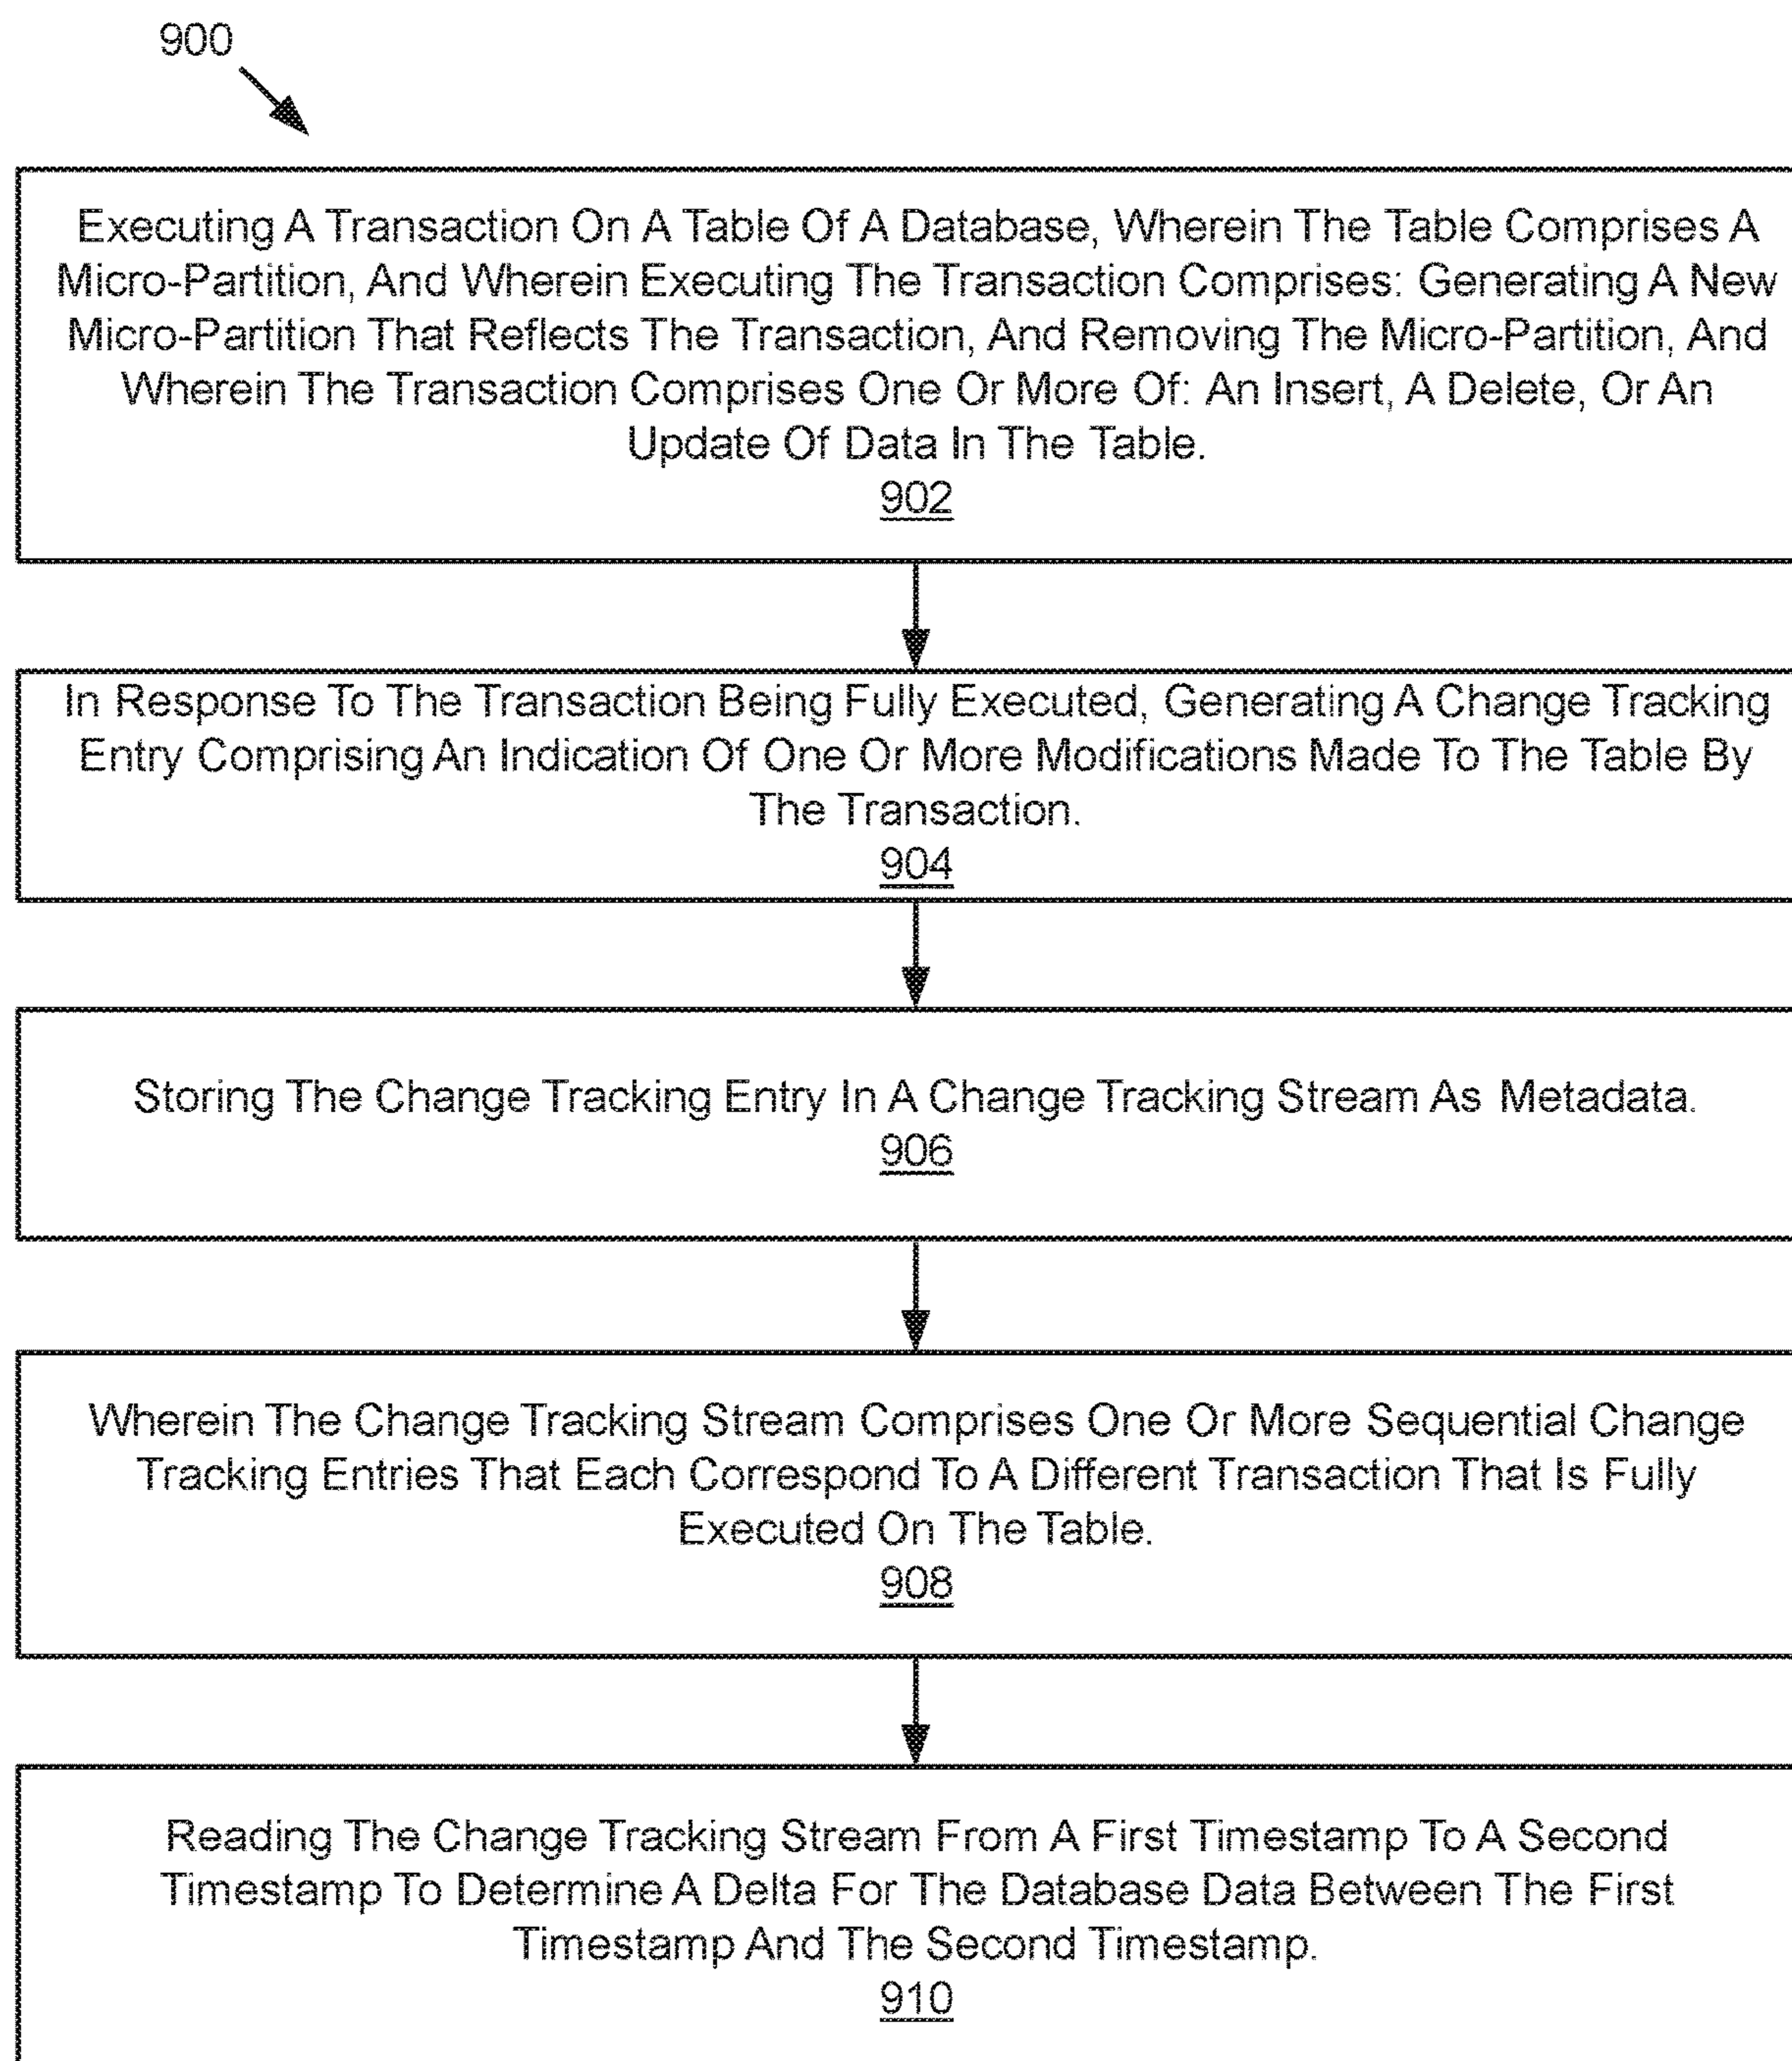 900
Executing A Transaction On A Table Of A Database, Wherein The Table Comprises A
Micro-Partition, And Wherein Executing The Transaction Comprises: Generating A New
Micro-Partition That Reflects The Transaction, And Removing The Micro-Partition, And
Wherein The Transaction Comprises One Or More Of: An Insert, A Delete, Or An
Update Of Data In The Table.
902
In Response To The Transaction Being Fully Executed, Generating A Change Tracking
Entry Comprising An Indication Of One Or More Modifications Made To The Table By
The Transaction.
904
Storing The Change Tracking Entry In A Change Tracking Stream As Metadata.
906
Wherein The Change Tracking Stream Comprises One Or More Sequential Change
Tracking Entries That Each Correspond To A Different Transaction That Is Fully
Executed On The Table.
908
Reading The Change Tracking Stream From A First Timestamp To A Second
Timestamp To Determine A Delta For The Database Data Between The First
Timestamp And The Second Timestamp.
910